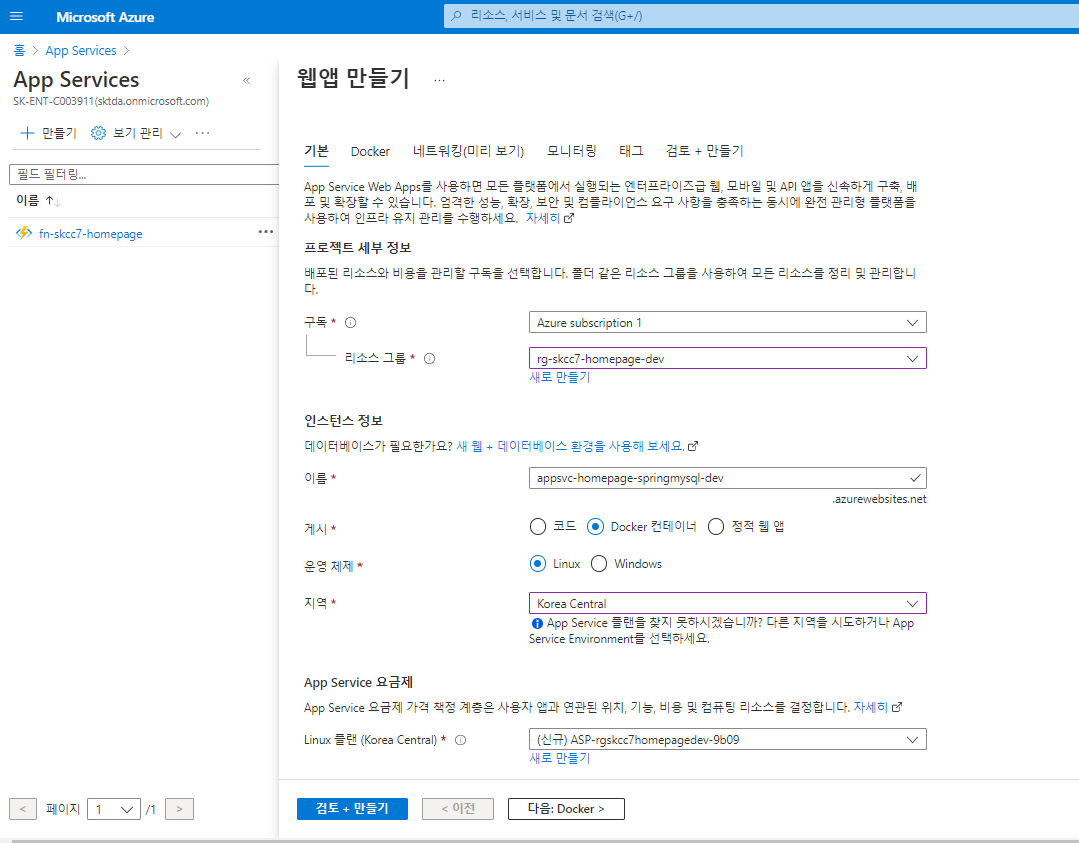 Microsoft Azure
리소스, 서비스 및 문서 검색(G+/)
홈 > App Services >
App Services
«
SK-ENT-C003911(sktda.onmicrosoft.com)
+ 만들기 보기 관리 ···
필드 필터링...
이름 ↑↓
fn-skcc7-homepage ···
< 페이지 1 /1 >
웹앱 만들기 ...
기본 Docker 네트워킹(미리 보기) 모니터링 태그 검토 + 만들기
App Service Web Apps를 사용하면 모든 플랫폼에서 실행되는 엔터프라이즈급 웹, 모바일 및 API 앱을 신속하게 구축, 배
포 및 확장할 수 있습니다. 엄격한 성능, 확장, 보안 및 컴플라이언스 요구 사항을 충족하는 동시에 완전 관리형 플랫폼을
사용하여 인프라 유지 관리를 수행하세요. 자세히
프로젝트 세부 정보
배포된 리소스와 비용을 관리할 구독을 선택합니다. 폴더 같은 리소스 그룹을 사용하여 모든 리소스를 정리 및 관리합니
다.
구독 * Azure subscription 1
리소스 그룹 * rg-skcc7-homepage-dev
새로 만들기
인스턴스 정보
데이터베이스가 필요한가요? 새 웹 + 데이터베이스 환경을 사용해 보세요.
이름 * appsvc-homepage-springmysql-dev
.azurewebsites.net
게시 * 코드 Docker 컨테이너 정적 웹 앱
운영 체제 * Linux Windows
지역 * Korea Central
App Service 플랜을 찾지 못하시겠습니까? 다른 지역을 시도하거나 App
Service Environment를 선택하세요.
App Service 요금제
App Service 요금제 가격 책정 계층은 사용자 앱과 연관된 위치, 기능, 비용 및 컴퓨팅 리소스를 결정합니다. 자세히
Linux 플랜 (Korea Central) * (신규) ASP-rgskcc7homepagedev-9b09
새로 만들기
검토 + 만들기 < 이전 다음: Docker >